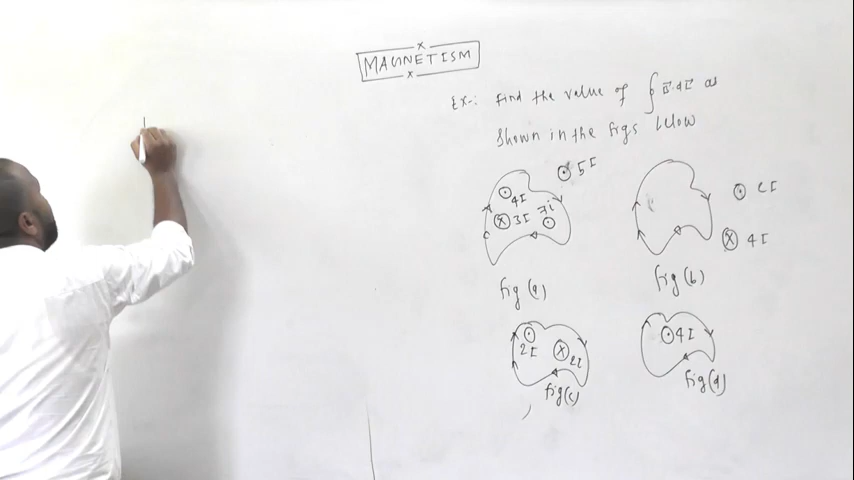 MAGNETISM
Ex:- Find the value of ∮ B⃗·dℓ⃗ as
shown in the figs below
⊙ 5I
⊙ 4I
⊗ 3I 7i ⊙
fig (a)
⊙ 2I
⊗ 4I
fig (b)
⊙ 2I
⊗ 2I
fig (c)
⊙ 4I
fig (d)